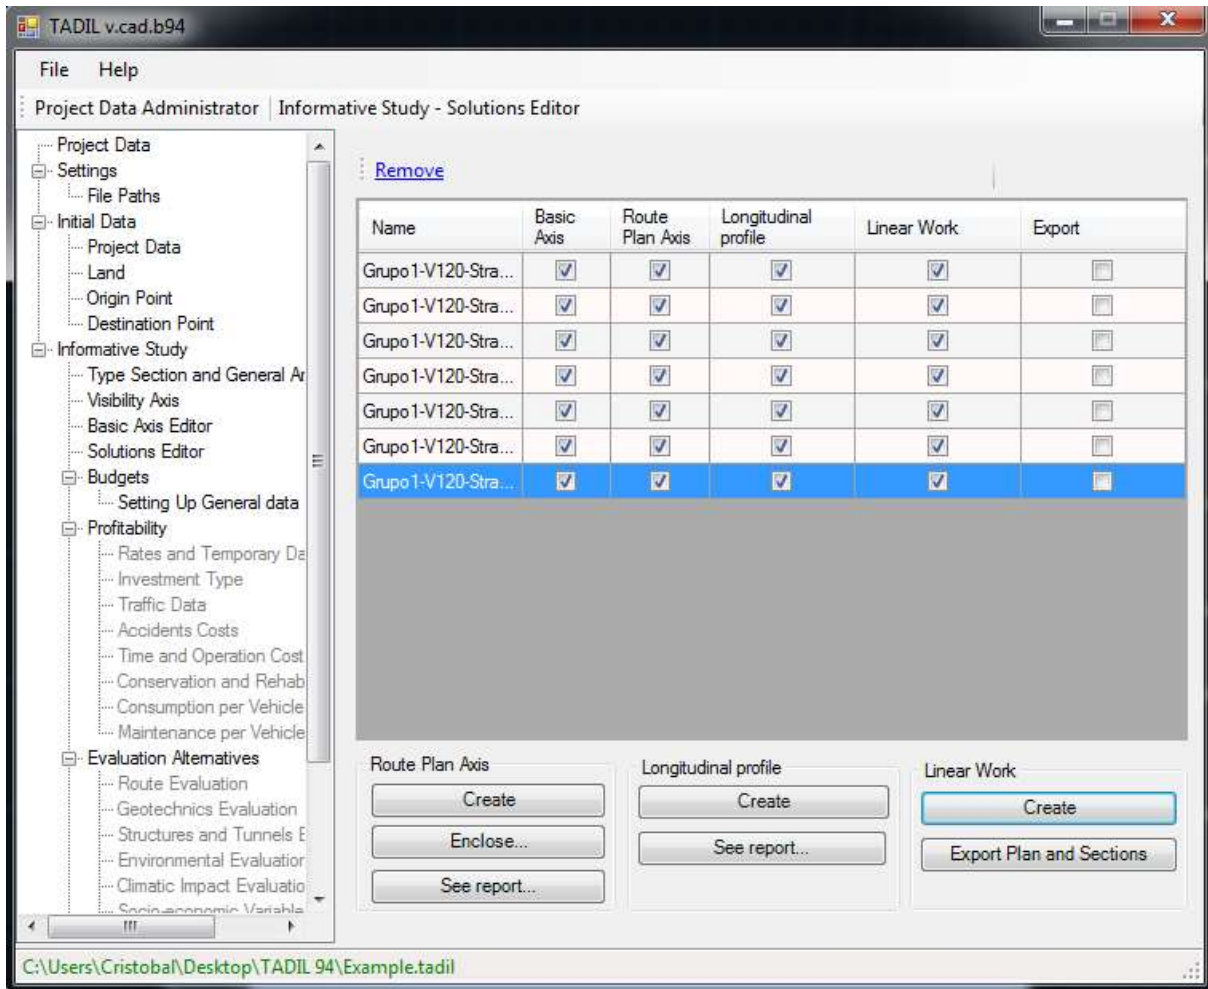 TADIL v.cad.b94
File Help
Project Data Administrator Informative Study - Solutions Editor
Project Data
Settings
File Paths
Initial Data
Project Data
Land
Origin Point
Destination Point
Informative Study
Type Section and General Ar
Visibility Axis
Basic Axis Editor
Solutions Editor
Budgets
Setting Up General data
Profitability
Rates and Temporary Da
Investment Type
Traffic Data
Accidents Costs
Time and Operation Cost
Conservation and Rehab
Consumption per Vehicle
Maintenance per Vehicle
Evaluation Alternatives
Route Evaluation
Geotechnics Evaluation
Structures and Tunnels E
Environmental Evaluation
Climatic Impact Evaluatio
Socio-economic Variable
Remove
Name Basic Axis Route Plan Axis Longitudinal profile Linear Work Export
Grupo1-V120-Stra...
Grupo1-V120-Stra...
Grupo1-V120-Stra...
Grupo1-V120-Stra...
Grupo1-V120-Stra...
Grupo1-V120-Stra...
Grupo1-V120-Stra...
Route Plan Axis
Create
Enclose...
See report...
Longitudinal profile
Create
See report...
Linear Work
Create
Export Plan and Sections
C:\Users\Cristobal\Desktop\TADIL 94\Example.tadil